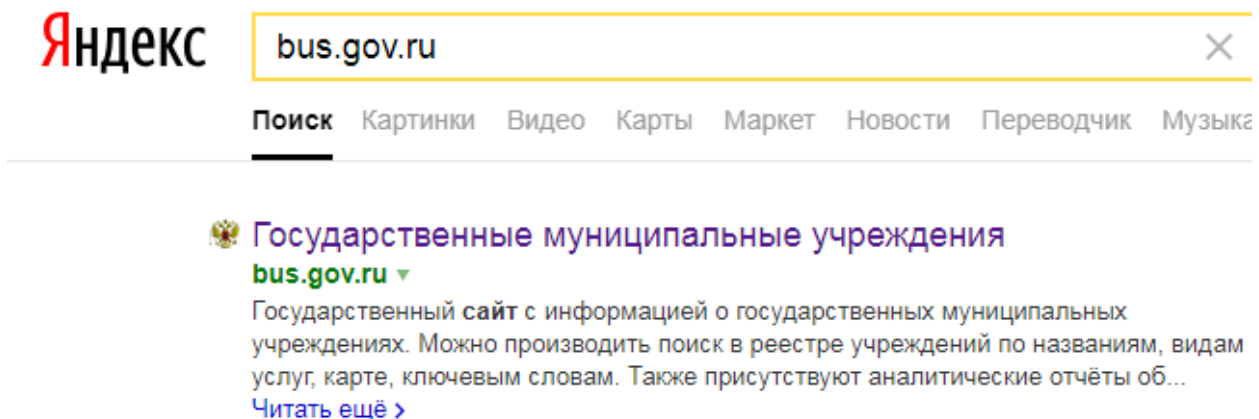 Яндекс
bus.gov.ru
Поиск Картинки Видео Карты Маркет Новости Переводчик Музыка
Государственные муниципальные учреждения
bus.gov.ru
Государственный сайт с информацией о государственных муниципальных
учреждениях. Можно производить поиск в реестре учреждений по названиям, видам
услуг, карте, ключевым словам. Также присутствуют аналитические отчёты об...
Читать ещё >